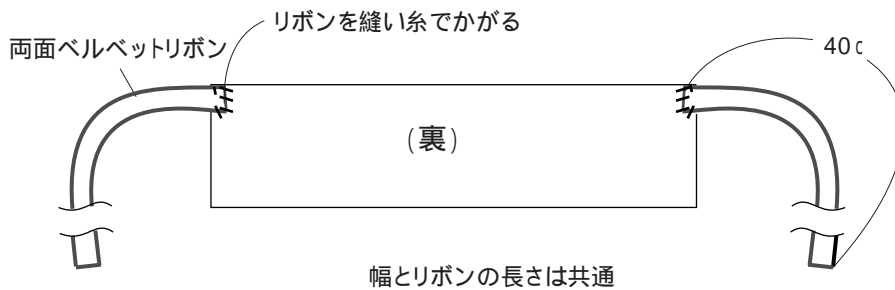 リボンを縫い糸でかがる
両面ベルベットリボン
40c
(裏)
幅とリボンの長さは共通